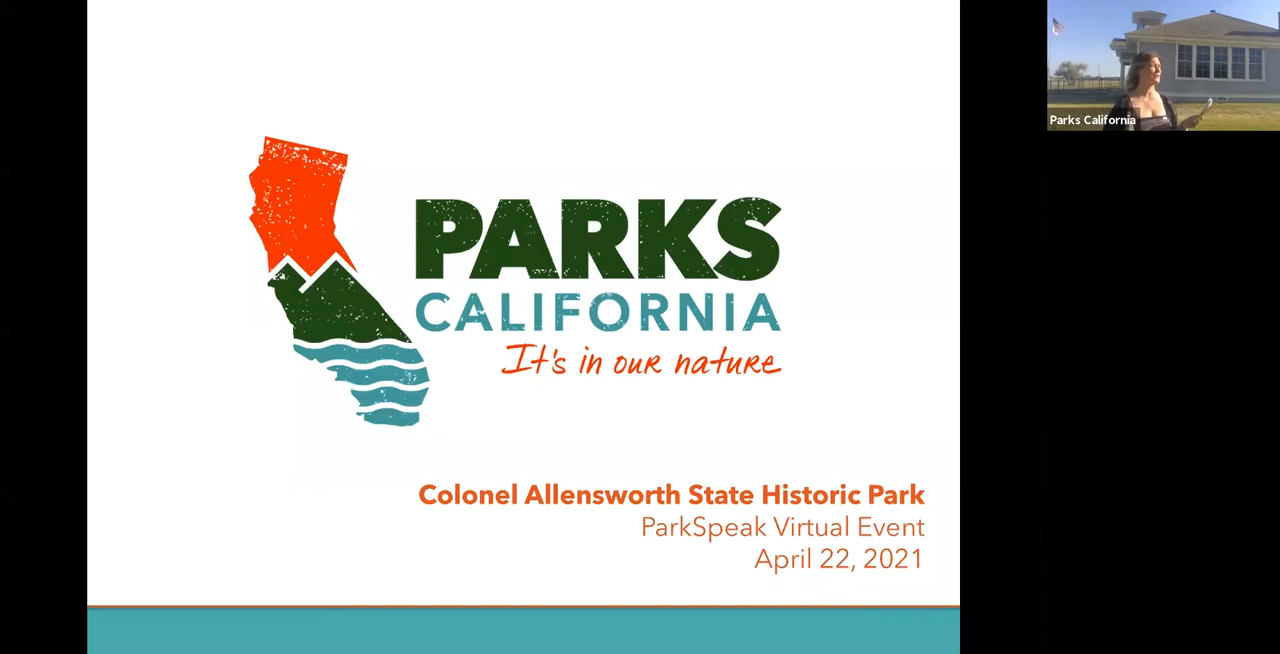 PARKS
CALIFORNIA
It's in our nature
Colonel Allensworth State Historic Park
ParkSpeak Virtual Event
April 22, 2021
Parks California